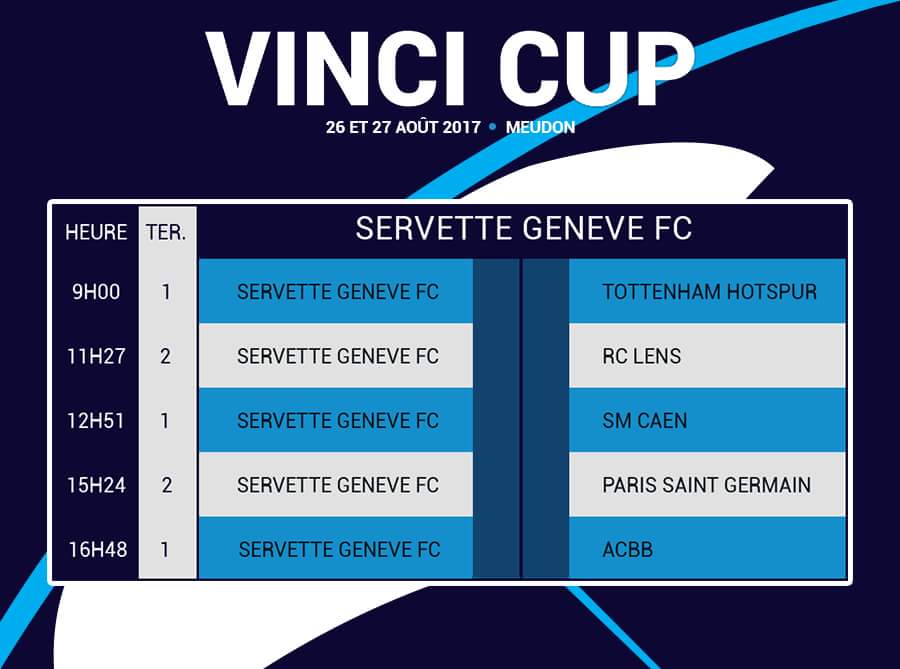 VINCI CUP
26 ET 27 AOÛT 2017 • MEUDON
HEURE TER. SERVETTE GENEVE FC
9H00 1 SERVETTE GENEVE FC TOTTENHAM HOTSPUR
11H27 2 SERVETTE GENEVE FC RC LENS
12H51 1 SERVETTE GENEVE FC SM CAEN
15H24 2 SERVETTE GENEVE FC PARIS SAINT GERMAIN
16H48 1 SERVETTE GENEVE FC ACBB